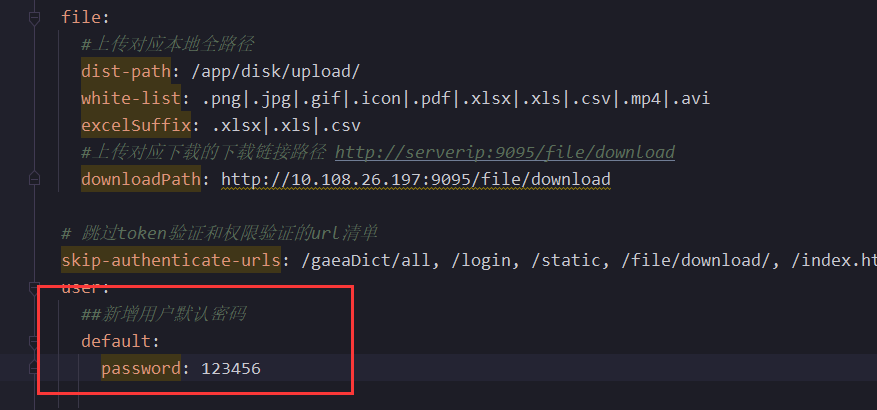 file:
#上传对应本地全路径
dist-path: /app/disk/upload/
white-list: .png|.jpg|.gif|.icon|.pdf|.xlsx|.xls|.csv|.mp4|.avi
excelSuffix: .xlsx|.xls|.csv
#上传对应下载的下载链接路径 http://serverip:9095/file/download
downloadPath: http://10.108.26.197:9095/file/download
# 跳过token验证和权限验证的url清单
skip-authenticate-urls: /gaeaDict/all, /login, /static, /file/download/, /index.ht
user:
##新增用户默认密码
default:
password: 123456